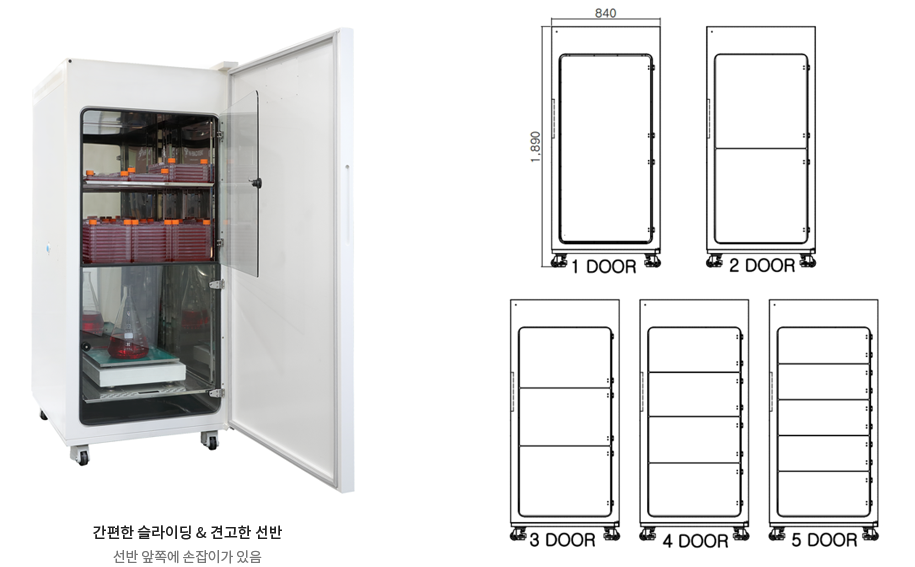 840
1,890
1 DOOR
2 DOOR
3 DOOR
4 DOOR
5 DOOR
간편한 슬라이딩 & 견고한 선반
선반 앞쪽에 손잡이가 있음